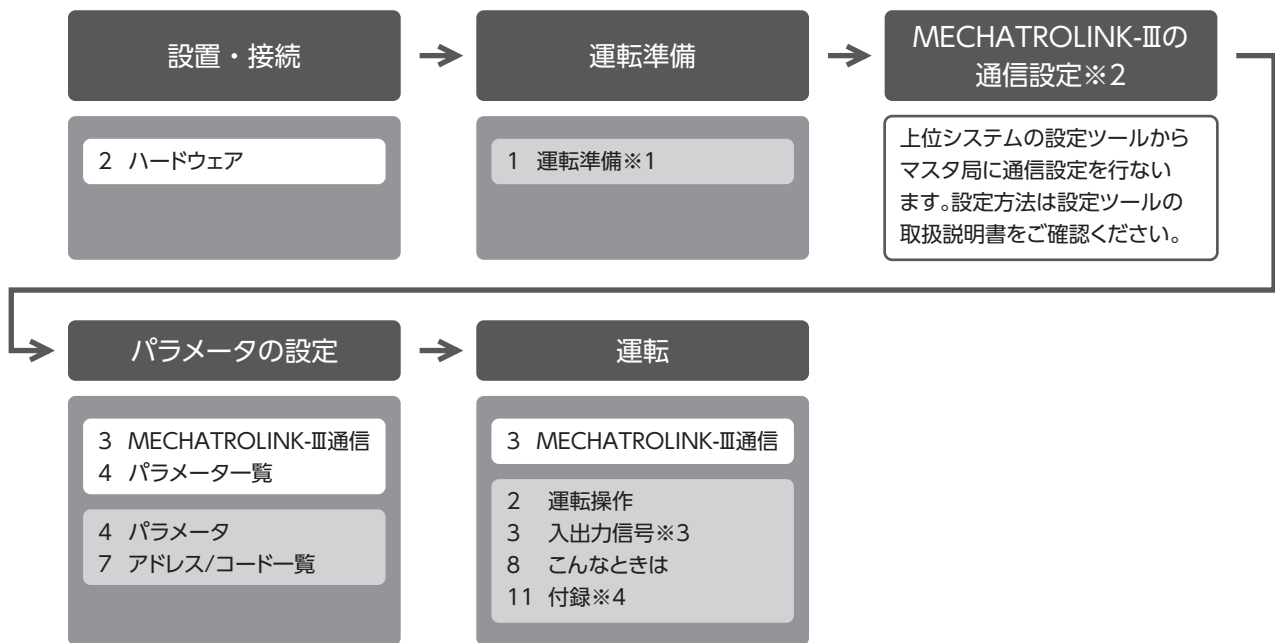 設置・接続
2 ハードウェア
運転準備
1 運転準備※1
MECHATROLINK-Ⅲの
通信設定※2
上位システムの設定ツールから
マスタ局に通信設定を行ない
ます。設定方法は設定ツールの
取扱説明書をご確認ください。
パラメータの設定
3 MECHATROLINK-Ⅲ通信
4 パラメータ一覧
4 パラメータ
7 アドレス/コード一覧
運転
3 MECHATROLINK-Ⅲ通信
2 運転操作
3 入出力信号※3
8 こんなときは
11 付録※4